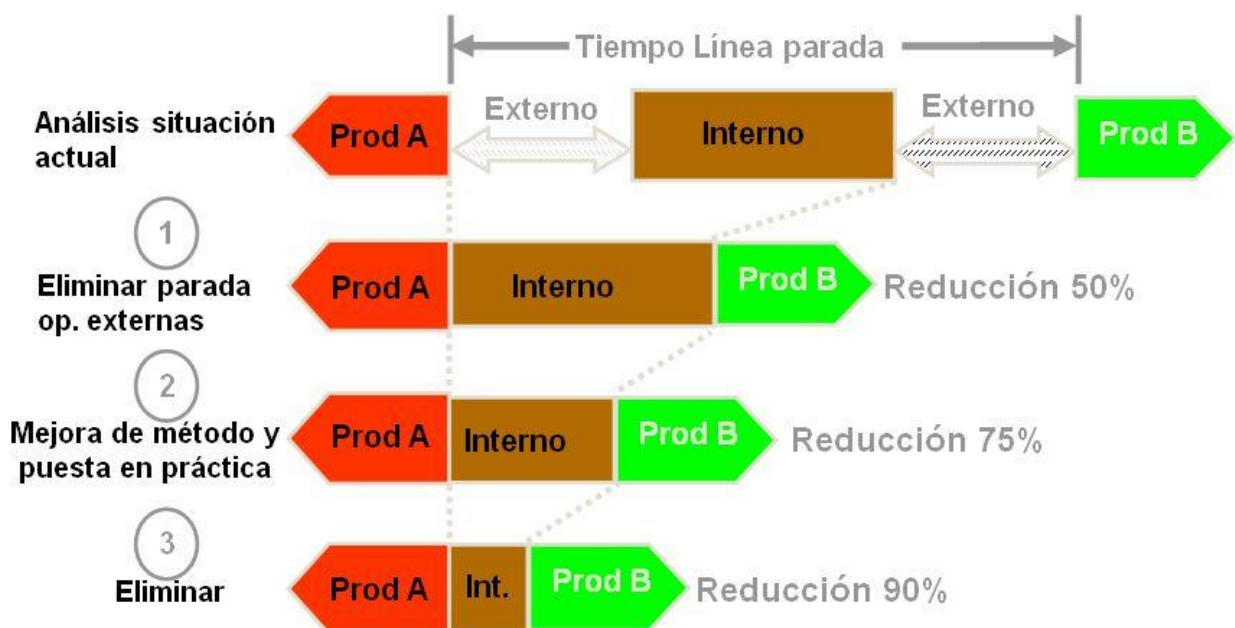 Tiempo Línea parada
Análisis situación
actual
Prod A
Externo
Interno
Externo
Prod B
1
Eliminar parada
op. externas
Prod A
Interno
Prod B
Reducción 50%
2
Mejora de método y
puesta en práctica
Prod A
Interno
Prod B
Reducción 75%
3
Eliminar
Prod A
Int.
Prod B
Reducción 90%